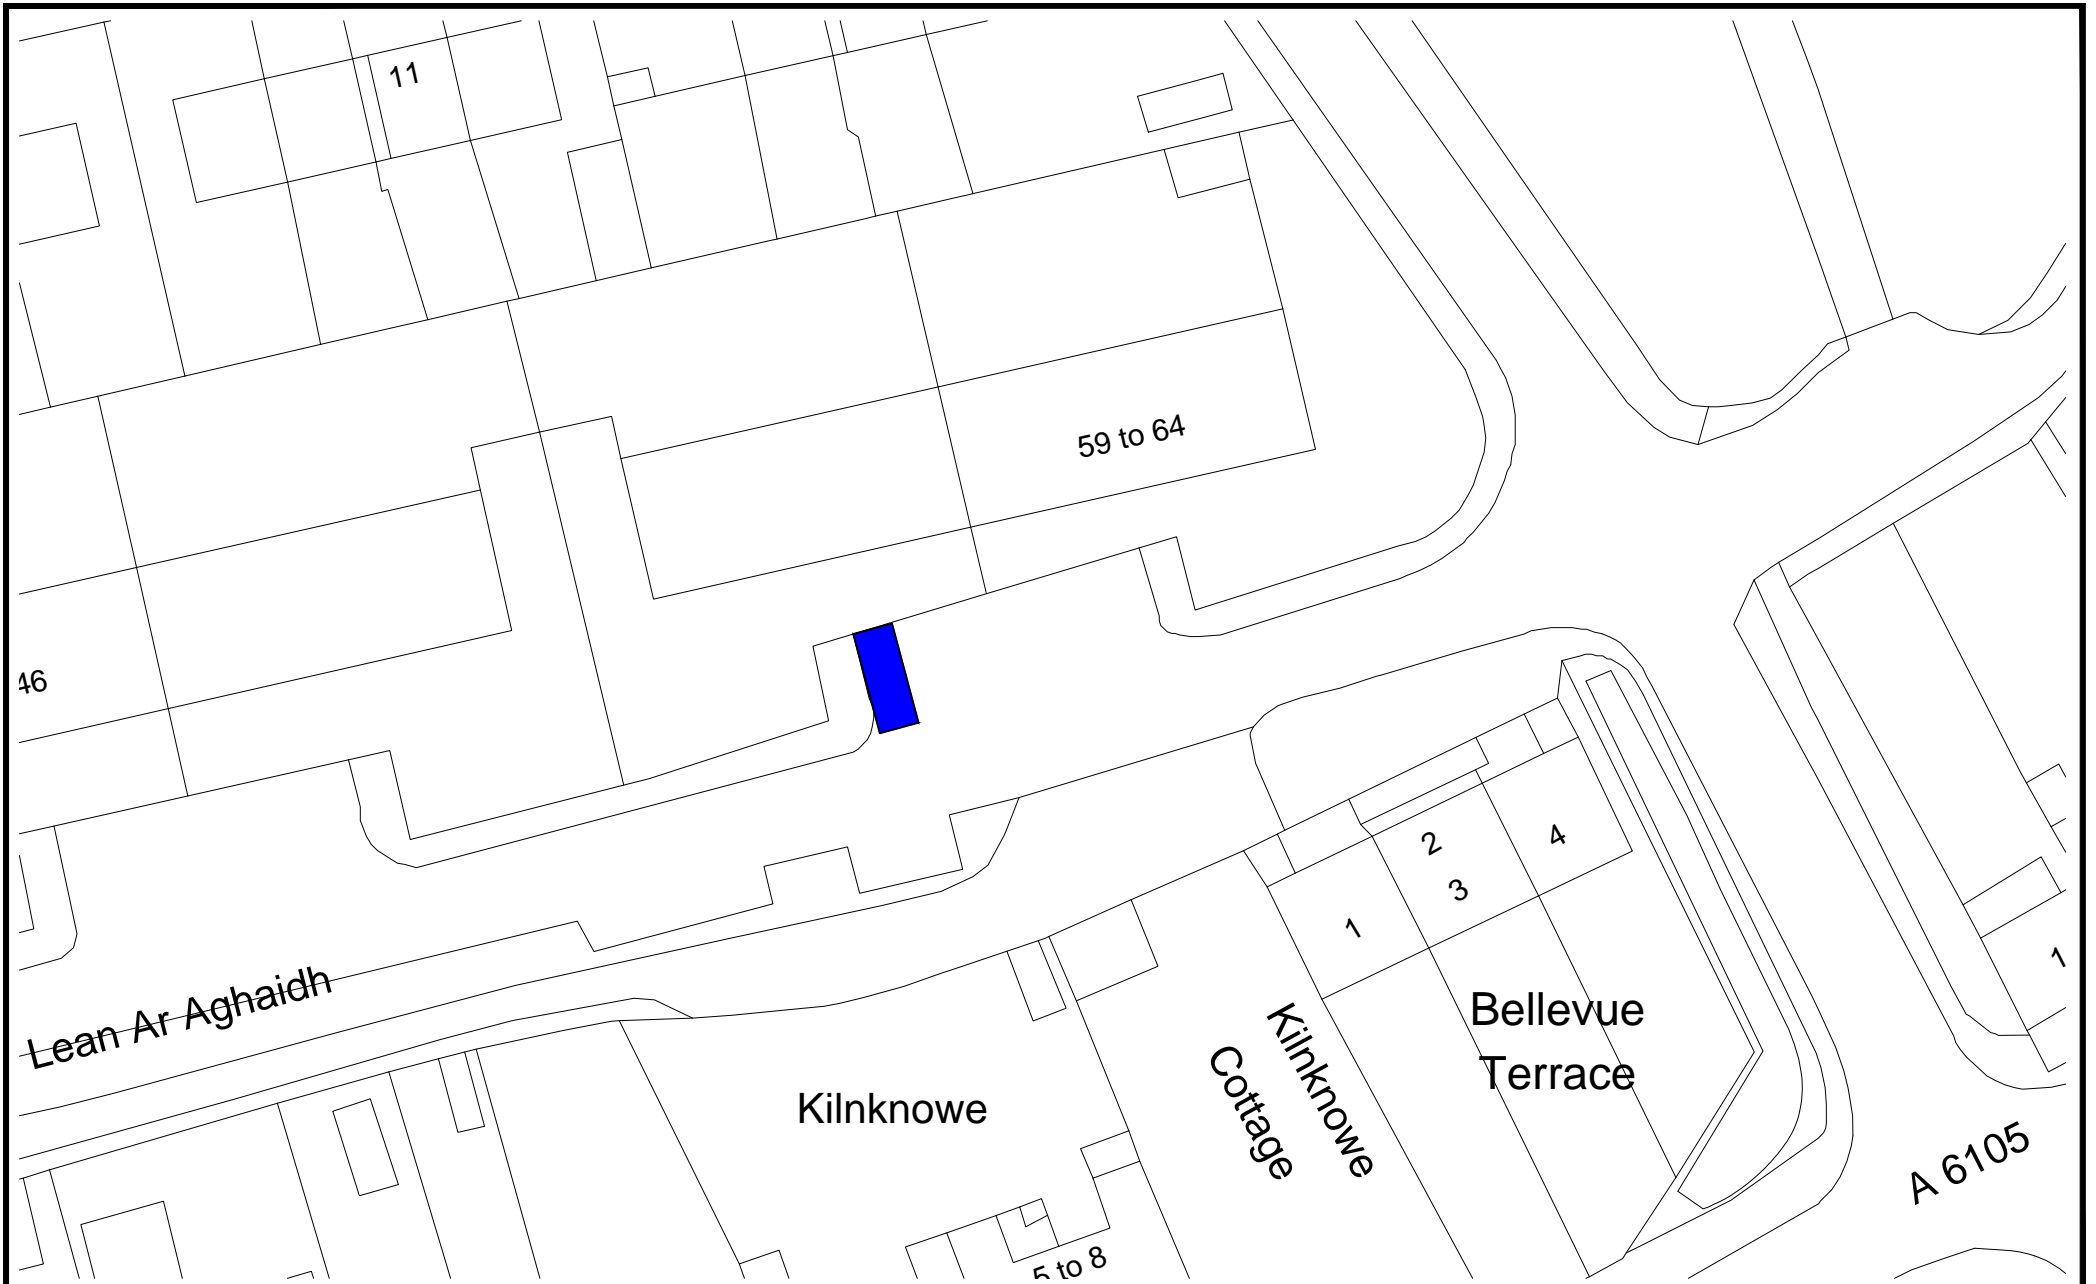 11
59 to 64
46
2
4
3
1
1
Lean Ar Aghaidh
Bellevue
Terrace
Kilnknowe
Cottage
Kilnknowe
A 6105
5 to 8